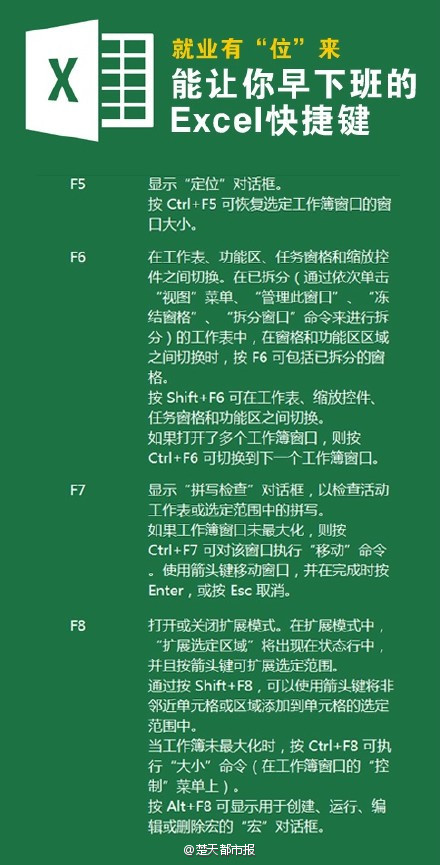 X
就业有“位”来
能让你早下班的
Excel快捷键
F5 显示“定位”对话框。
按 Ctrl+F5 可恢复选定工作簿窗口的窗
口大小。
F6 在工作表、功能区、任务窗格和缩放控
件之间切换。在已拆分（通过依次单击
“视图”菜单、“管理此窗口”、“冻
结窗格”、“拆分窗口”命令来进行拆
分）的工作表中，在窗格和功能区区域
之间切换时，按 F6 可包括已拆分的窗
格。
按 Shift+F6 可在工作表、缩放控件、
任务窗格和功能区之间切换。
如果打开了多个工作簿窗口，则按
Ctrl+F6 可切换到下一个工作簿窗口。
F7 显示“拼写检查”对话框，以检查活动
工作表或选定范围中的拼写。
如果工作簿窗口未最大化，则按
Ctrl+F7 可对该窗口执行“移动”命令
。使用箭头键移动窗口，并在完成时按
Enter，或按 Esc 取消。
F8 打开或关闭扩展模式。在扩展模式中，
“扩展选定区域”将出现在状态行中，
并且按箭头键可扩展选定范围。
通过按 Shift+F8，可以使用箭头键将非
邻近单元格或区域添加到单元格的选定
范围中。
当工作簿未最大化时，按 Ctrl+F8 可执
行“大小”命令（在工作簿窗口的“控
制”菜单上）。
按 Alt+F8 可显示用于创建、运行、编
辑或删除宏的“宏”对话框。
@楚天都市报